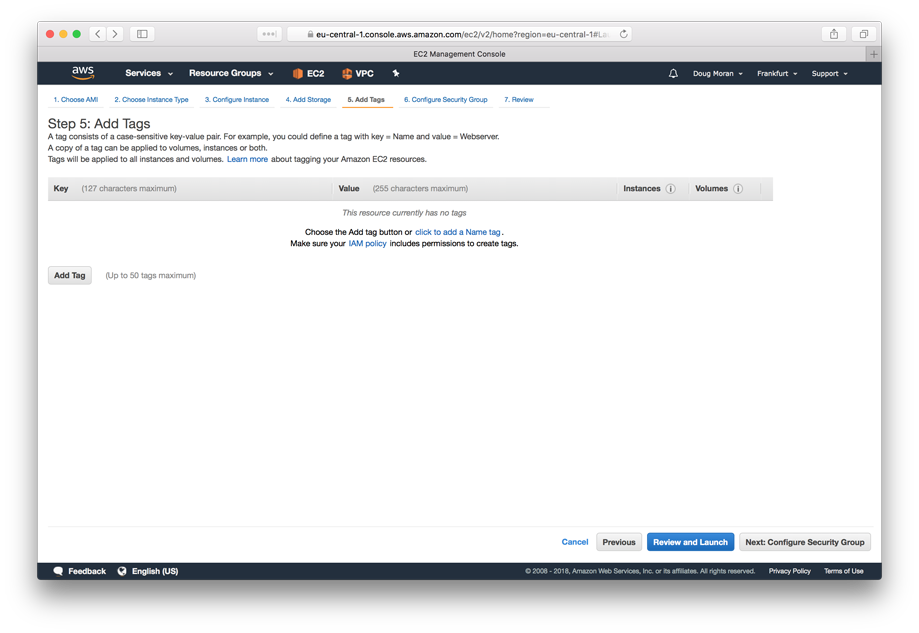 eu-central-1.console.aws.amazon.com/ec2/v2/home?region=eu-central-1#La
EC2 Management Console
aws Services Resource Groups EC2 VPC Doug Moran Frankfurt Support
1. Choose AMI 2. Choose Instance Type 3. Configure Instance 4. Add Storage 5. Add Tags 6. Configure Security Group 7. Review
Step 5: Add Tags
A tag consists of a case-sensitive key-value pair. For example, you could define a tag with key = Name and value = Webserver.
A copy of a tag can be applied to volumes, instances or both.
Tags will be applied to all instances and volumes. Learn more about tagging your Amazon EC2 resources.
Key (127 characters maximum) Value (255 characters maximum) Instances i Volumes i
This resource currently has no tags
Choose the Add tag button or click to add a Name tag.
Make sure your IAM policy includes permissions to create tags.
Add Tag (Up to 50 tags maximum)
Cancel Previous Review and Launch Next: Configure Security Group
Feedback English (US) © 2008 - 2018, Amazon Web Services, Inc. or its affiliates. All rights reserved. Privacy Policy Terms of Use